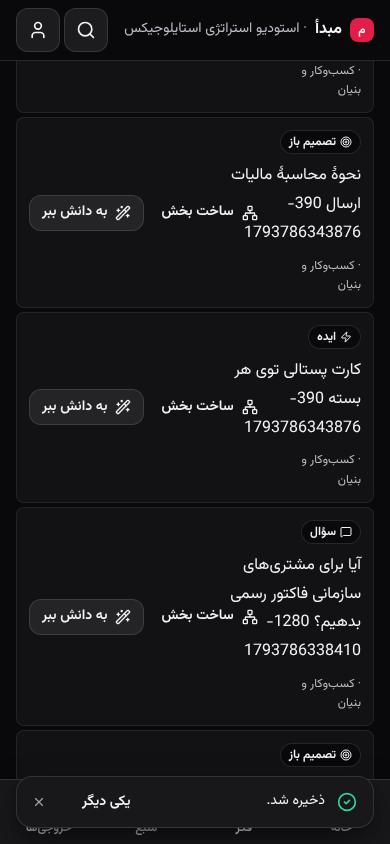 م مبدأ · استودیو استراتژی استایلوجیکس
· کسب‌وکار و
بنیان
تصمیم باز
نحوهٔ محاسبهٔ مالیات
ارسال 390-
1793786343876
· کسب‌وکار و
بنیان
ساخت بخش
به دانش ببر
ایده
کارت پستالی توی هر
بسته 390-
1793786343876
· کسب‌وکار و
بنیان
ساخت بخش
به دانش ببر
سؤال
آیا برای مشتری‌های
سازمانی فاکتور رسمی
بدهیم؟ 1280-
1793786338410
· کسب‌وکار و
بنیان
ساخت بخش
به دانش ببر
تصمیم باز
ذخیره شد.
یکی دیگر